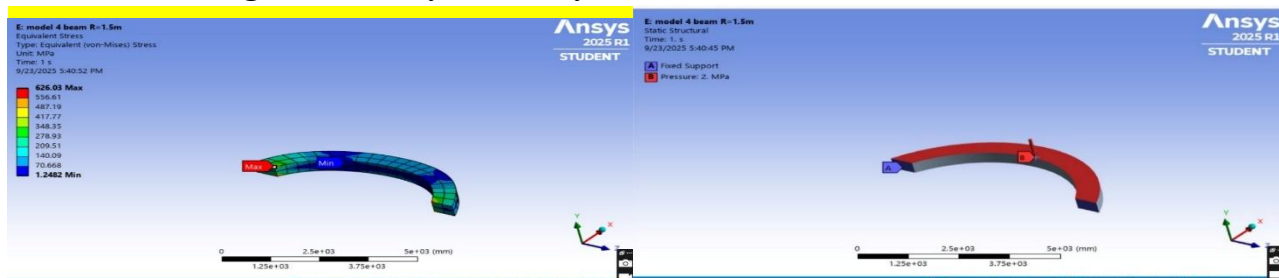 E: model 4 beam R=1.5m
Equivalent Stress
Type: Equivalent (von-Mises) Stress
Unit: MPa
Time: 1 s
9/23/2025 5:40:52 PM
626.03 Max
556.61
487.19
417.77
348.35
278.93
209.51
140.09
70.668
1.2482 Min
Ansys
2025 R1
STUDENT
Max
Min
0 2.5e+03 5e+03 (mm)
1.25e+03 3.75e+03
Y
X
Z
E: model 4 beam R=1.5m
Static Structural
Time: 1. s
9/23/2025 5:40:45 PM
A Fixed Support
B Pressure: 2. MPa
Ansys
2025 R1
STUDENT
A
B
0 2.5e+03 5e+03 (mm)
1.25e+03 3.75e+03
Y
X